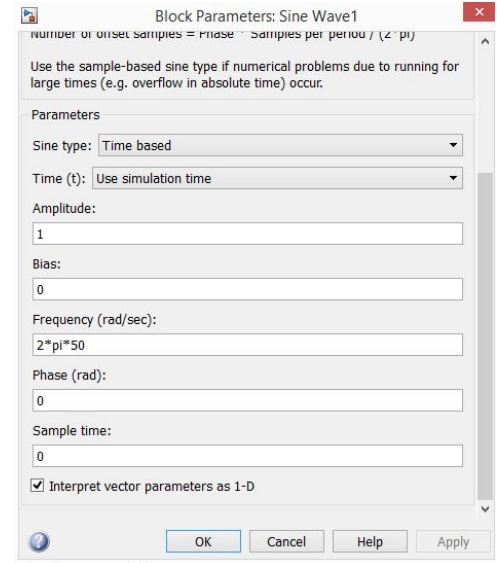 Block Parameters: Sine Wave1
Number of offset samples = Phase * Samples per period / (2*pi)
Use the sample-based sine type if numerical problems due to running for
large times (e.g. overflow in absolute time) occur.
Parameters
Sine type: Time based
Time (t): Use simulation time
Amplitude:
1
Bias:
0
Frequency (rad/sec):
2*pi*50
Phase (rad):
0
Sample time:
0
Interpret vector parameters as 1-D
OK Cancel Help Apply